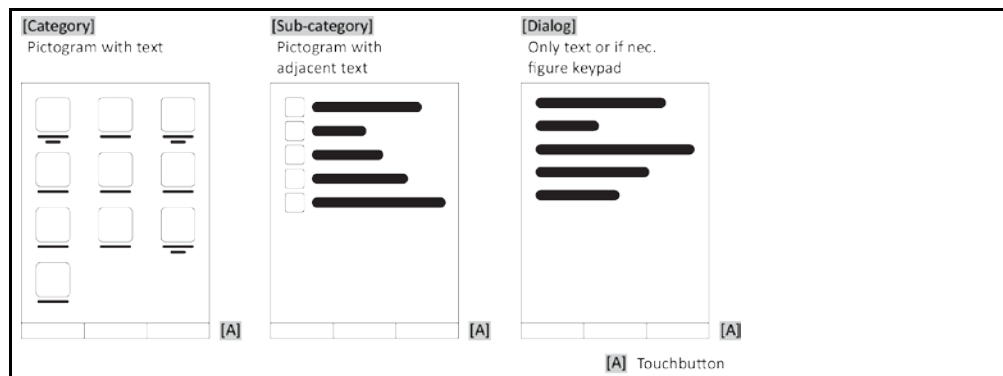 [Category]
Pictogram with text
[Sub-category]
Pictogram with
adjacent text
[Dialog]
Only text or if nec.
figure keypad
[A]
[A]
[A]
[A] Touchbutton